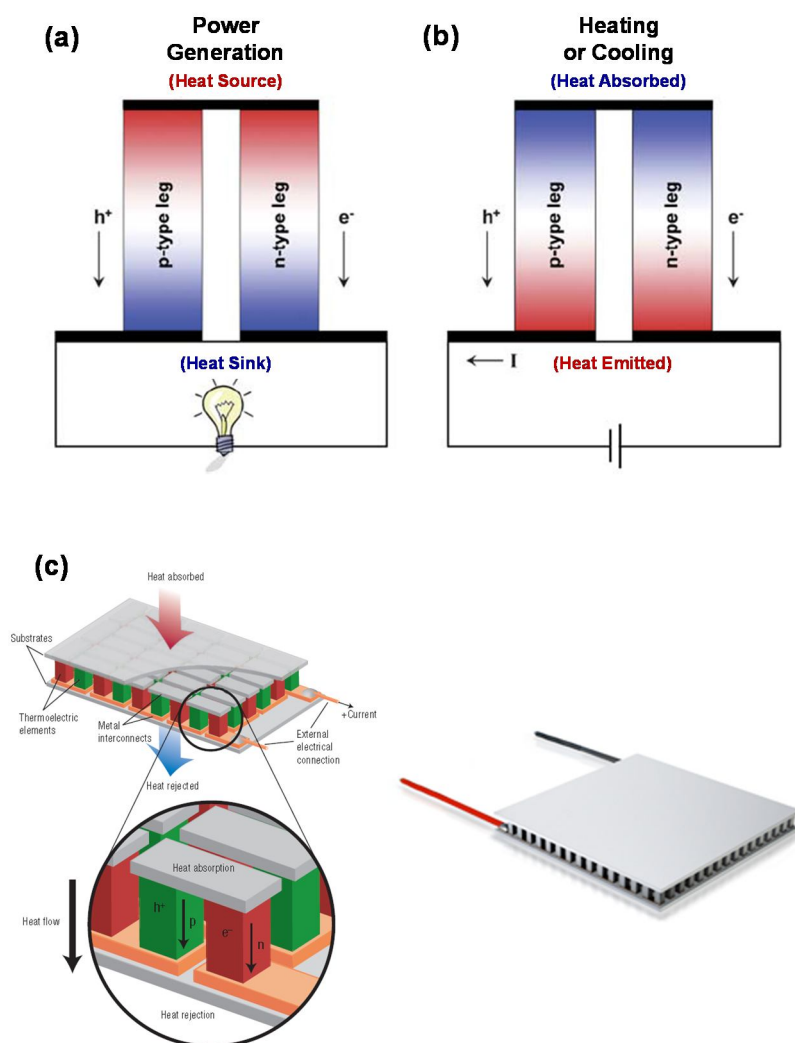 (a)
Power
Generation
(Heat Source)
h+
p-type leg
n-type leg
e-
(Heat Sink)
(b)
Heating
or Cooling
(Heat Absorbed)
h+
p-type leg
n-type leg
e-
I
(Heat Emitted)
(c)
Heat absorbed
Substrates
Thermoelectric
elements
Metal
interconnects
+Current
External
electrical
connection
Heat rejected
Heat absorption
h+
p
e-
n
Heat flow
Heat rejection